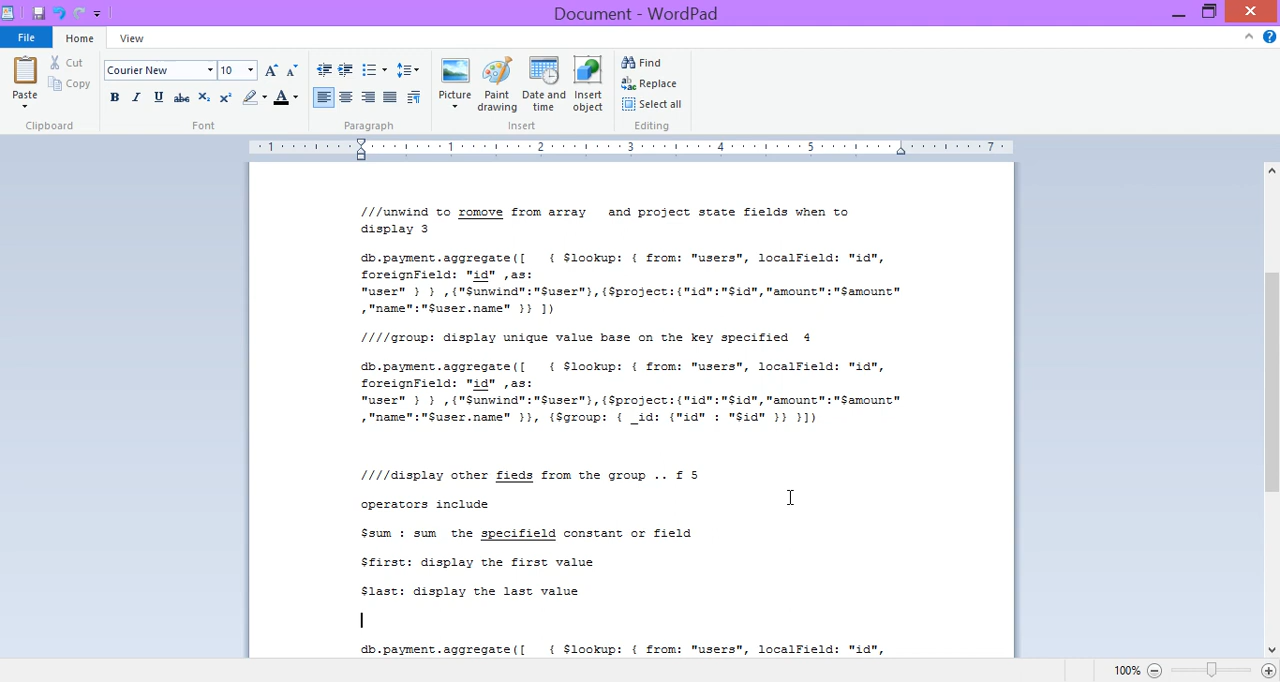 Document - WordPad
File
Home
View
Paste
Cut
Copy
Clipboard
Courier New
10
Font
Paragraph
Picture
Paint drawing
Date and time
Insert object
Insert
Find
Replace
Select all
Editing
1 1 2 3 4 5 7
///unwind to romove from array   and project state fields when to
display 3
db.payment.aggregate([   { $lookup: { from: "users", localField: "id",
foreignField: "id" ,as:
"user" } } ,{"$unwind":"$user"},{$project:{"id":"$id","amount":"$amount"
,"name":"$user.name" }} ])
////group: display unique value base on the key specified  4
db.payment.aggregate([   { $lookup: { from: "users", localField: "id",
foreignField: "id" ,as:
"user" } } ,{"$unwind":"$user"},{$project:{"id":"$id","amount":"$amount"
,"name":"$user.name" }}, {$group: { _id: {"id" : "$id" }} }])
////display other fieds from the group .. f 5
operators include
$sum : sum  the specifield constant or field
$first: display the first value
$last: display the last value
db.payment.aggregate([   { $lookup: { from: "users", localField: "id",
100%